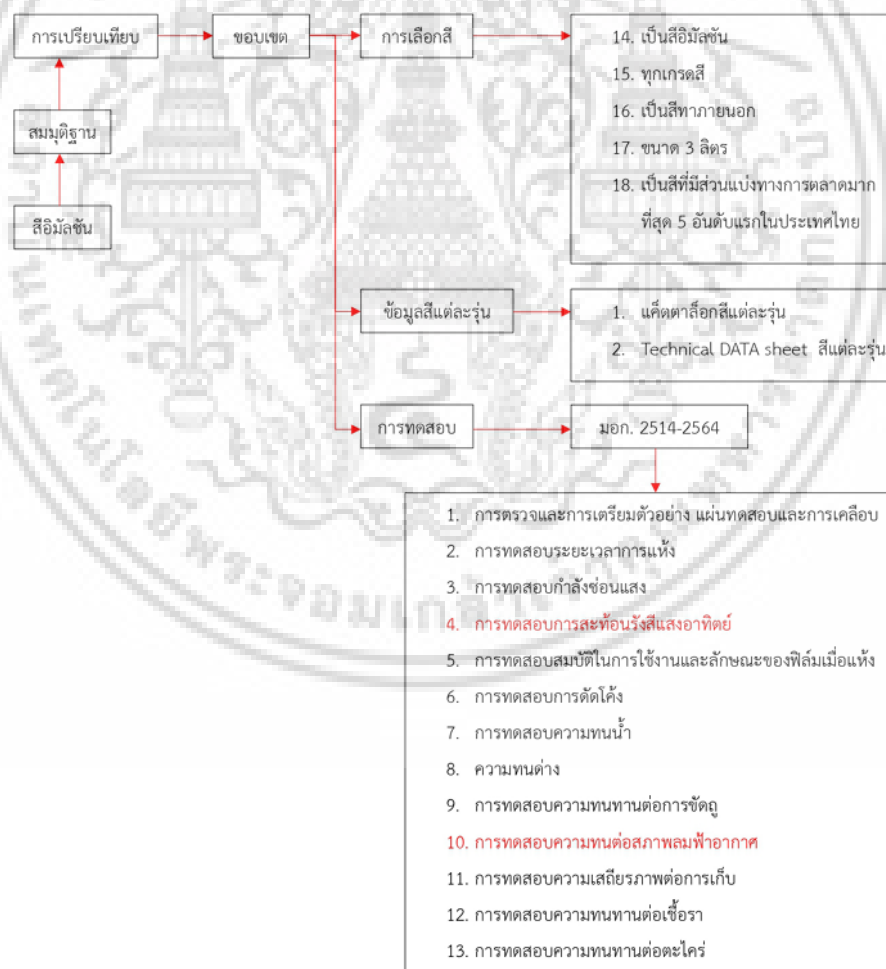 การเปรียบเทียบ
ขอบเขต
การเลือกสี
สมมุติฐาน
สีอิมัลชัน
14. เป็นสีอิมัลชัน
15. ทุกเกรดสี
16. เป็นสีทาภายนอก
17. ขนาด 3 ลิตร
18. เป็นสีที่มีส่วนแบ่งทางการตลาดมาก
ที่สุด 5 อันดับแรกในประเทศไทย
ข้อมูลสีแต่ละรุ่น
1. แค็ตตาล็อกสีแต่ละรุ่น
2. Technical DATA sheet สีแต่ละรุ่น
การทดสอบ
มอก. 2514-2564
1. การตรวจและการเตรียมตัวอย่าง แผ่นทดสอบและการเคลือบ
2. การทดสอบระยะเวลาการแห้ง
3. การทดสอบกำลังซ่อนแสง
4. การทดสอบการสะท้อนรังสีแสงอาทิตย์
5. การทดสอบสมบัติในการใช้งานและลักษณะของฟิล์มเมื่อแห้ง
6. การทดสอบการดัดโค้ง
7. การทดสอบความทนน้ำ
8. ความทนด่าง
9. การทดสอบความทนทานต่อการขัดถู
10. การทดสอบความทนต่อสภาพลมฟ้าอากาศ
11. การทดสอบความเสถียรภาพต่อการเก็บ
12. การทดสอบความทนทานต่อเชื้อรา
13. การทดสอบความทนทานต่อตะไคร่